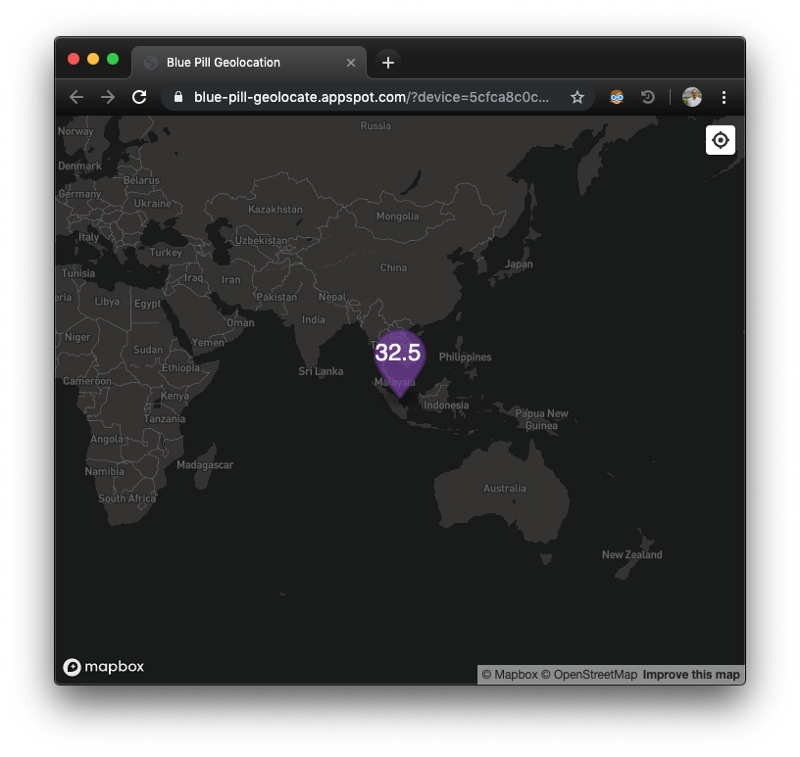 Blue Pill Geolocation
blue-pill-geolocate.appspot.com/?device=5cfca8c0c...
Norway
Russia
Denmark
Belarus
Germany
Ukraine
Kazakhstan
Mongolia
Italy
Uzbekistan
Turkey
Japan
China
Tunisia
Iraq
Iran
Pakistan
Nepal
eria
Libya
Egypt
India
Oman
Niger
Yemen
Sudan
32.5
Philippines
Ethiopia
Sri Lanka
Cameroon
Malaysia
Kenya
Indonesia
Papua New
Guinea
Tanzania
Angola
Madagascar
Namibia
Australia
South Africa
New Zealand
mapbox
© Mapbox © OpenStreetMap Improve this map